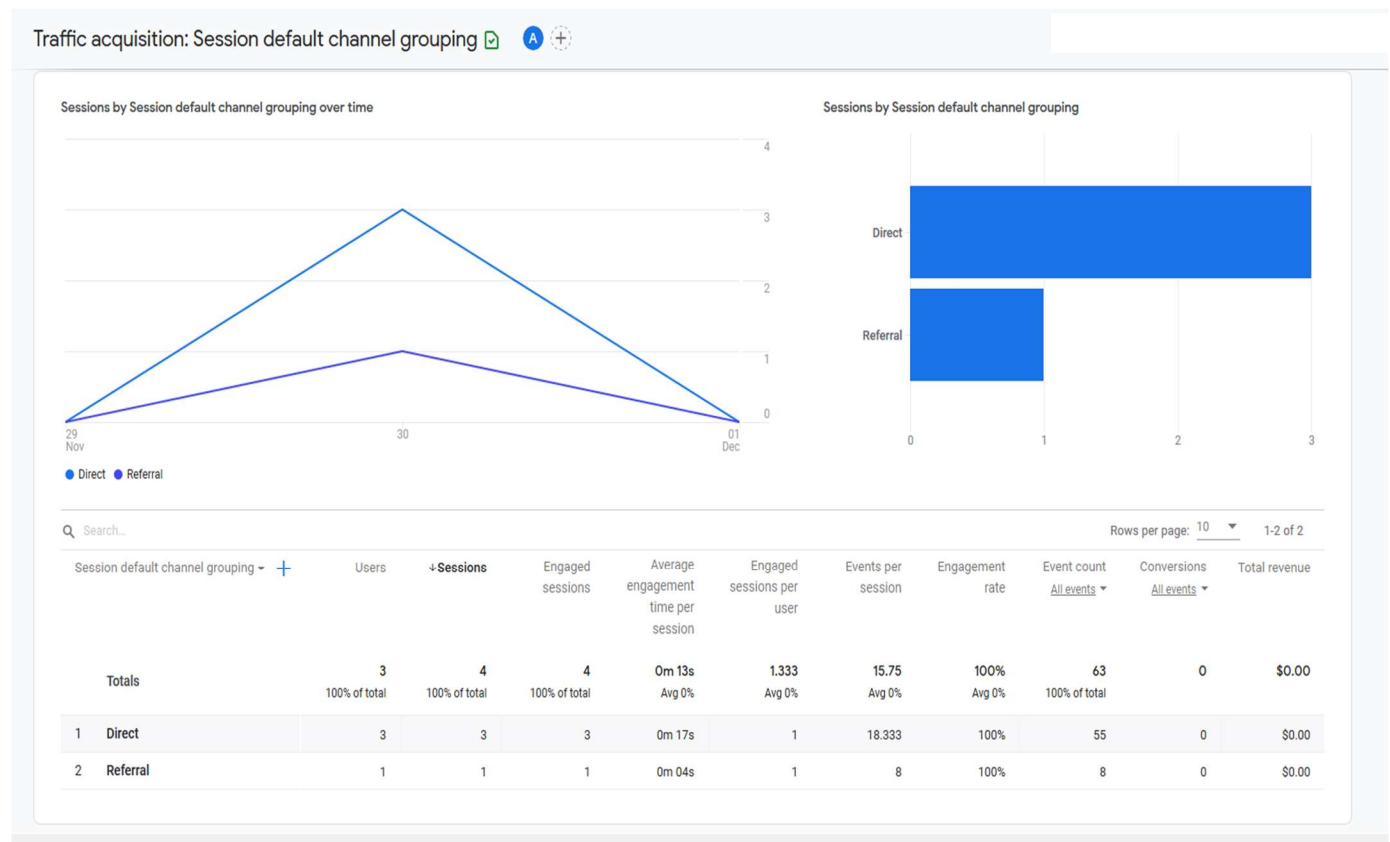 Traffic acquisition: Session default channel grouping A
Sessions by Session default channel grouping over time
4
3
2
1
0
29 30 01
Nov Dec
Direct Referral
Sessions by Session default channel grouping
Direct
Referral
0 1 2 3
Search... Rows per page: 10 1-2 of 2
Session default channel grouping Users ↓Sessions Engaged sessions Average engagement time per session Engaged sessions per user Events per session Engagement rate Event count All events Conversions All events Total revenue
Totals 3 4 4 0m 13s 1.333 15.75 100% 63 0 $0.00
100% of total 100% of total 100% of total Avg 0% Avg 0% Avg 0% Avg 0% 100% of total
1 Direct 3 3 3 0m 17s 1 18.333 100% 55 0 $0.00
2 Referral 1 1 1 0m 04s 1 8 100% 8 0 $0.00